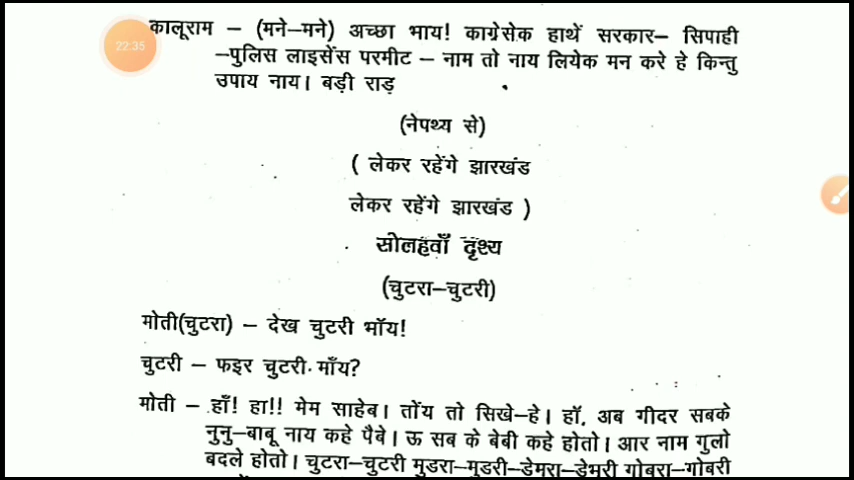 22:35
कालूराम – (मने–मने) अच्छा भाय! काग्रेसेक हाथें सरकार– सिपाही
–पुलिस लाइसेंस परमीट – नाम तो नाय लियेक मन करे हे किन्तु
उपाय नाय। बड़ी राड़
(नेपथ्य से)
( लेकर रहेंगे झारखंड
लेकर रहेंगे झारखंड )
सोलहवाँ दृश्य
(चुटरा–चुटरी)
मोती(चुटरा) – देख चुटरी भॉय!
चुटरी – फइर चुटरी माँय?
मोती – हाँ! हा!! मेम साहेब। तोंय तो सिखे–हे। हॉ, अब गीदर सबके
नुनु–बाबू नाय कहे पैबे। ऊ सब के बेबी कहे होतो। आर नाम गुलो
बदले होतो। चुटरा–चुटरी मुडरा–मुडरी–डेमरा–डेमरी गोबरा–गोबरी